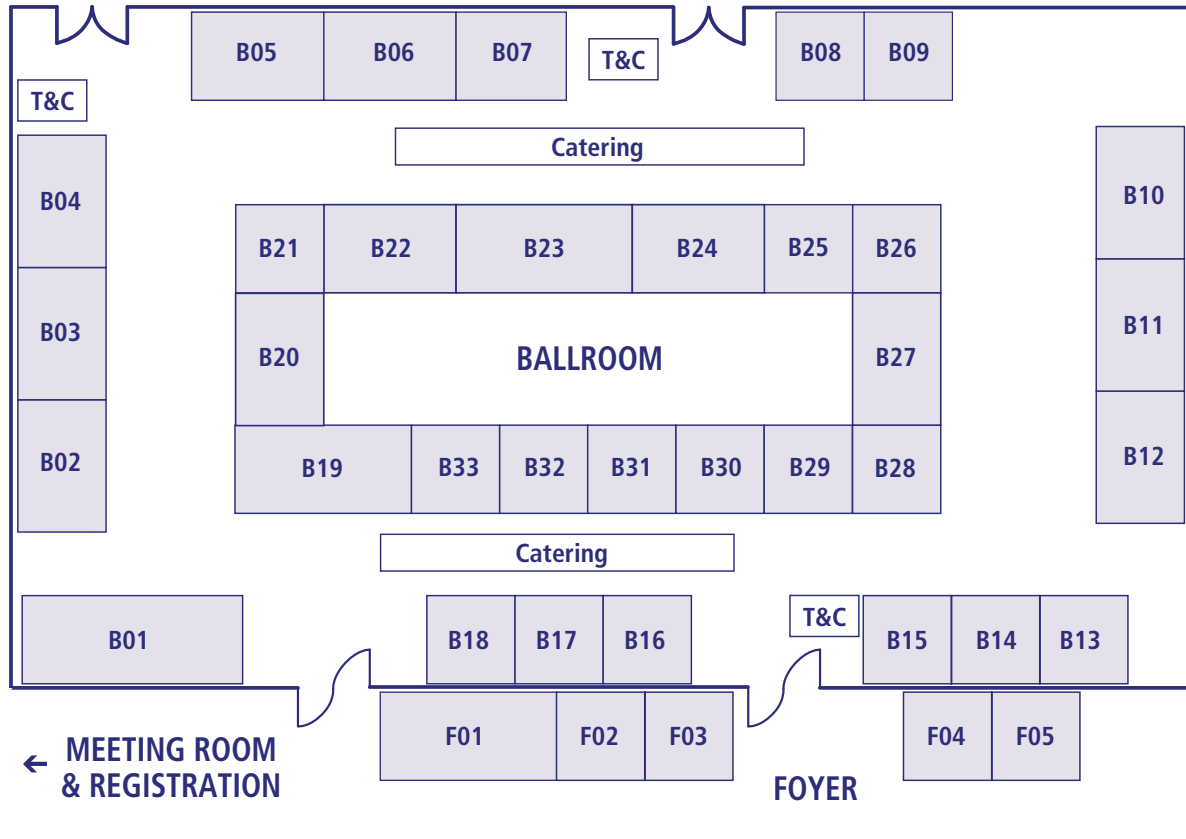 B05 B06 B07 T&C B08 B09
T&C
Catering
B04 B10
B21 B22 B23 B24 B25 B26
B03 B11
B20 BALLROOM B27
B02 B12
B19 B33 B32 B31 B30 B29 B28
Catering
T&C
B01 B18 B17 B16 B15 B14 B13
F01 F02 F03 F04 F05
← MEETING ROOM
& REGISTRATION
FOYER